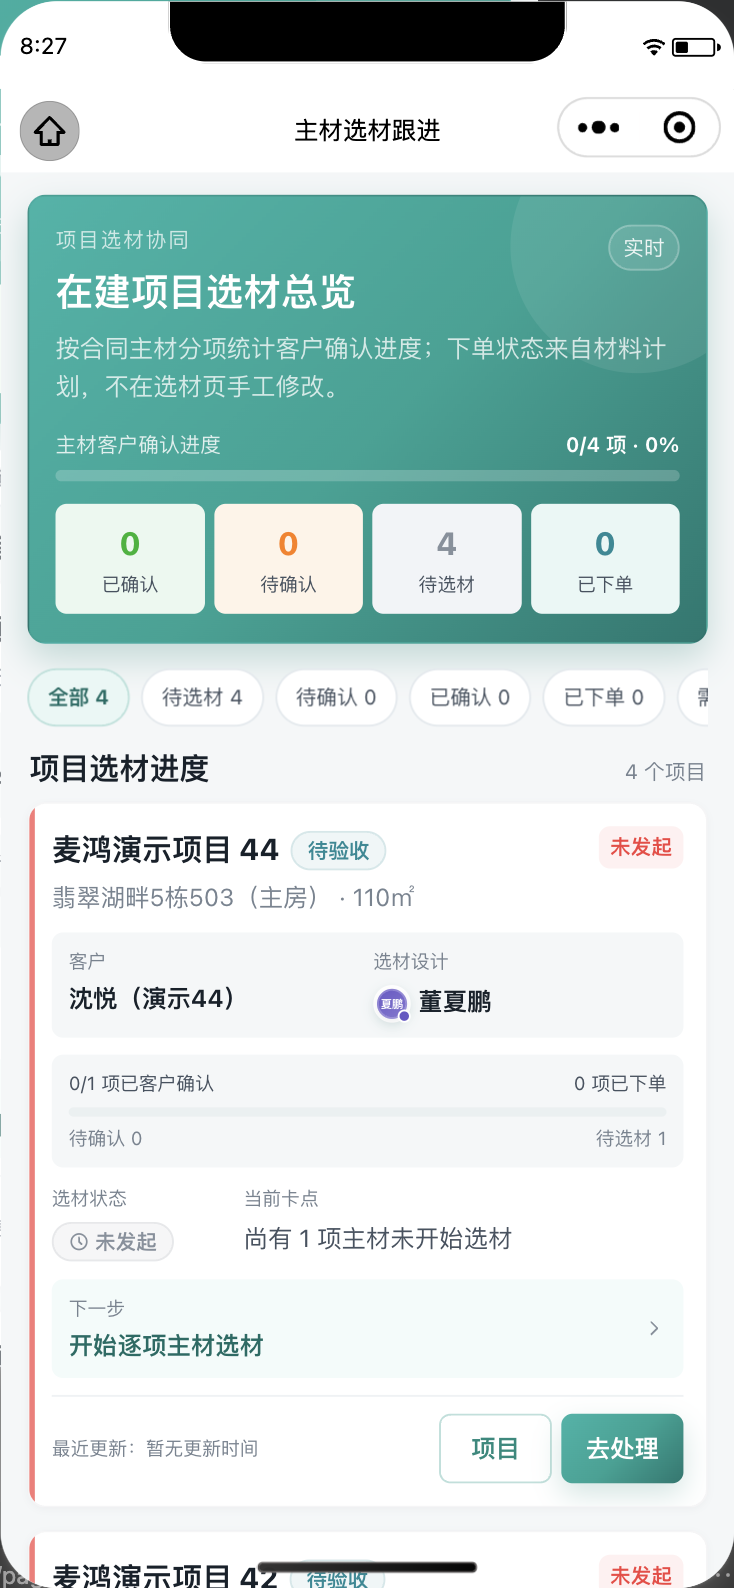 8:27
主材选材跟进
项目选材协同
实时
在建项目选材总览
按合同主材分项统计客户确认进度；下单状态来自材料计
划，不在选材页手工修改。
主材客户确认进度
0/4 项 · 0%
0
已确认
0
待确认
4
待选材
0
已下单
全部 4
待选材 4
待确认 0
已确认 0
已下单 0
项目选材进度
4 个项目
麦鸿演示项目 44
待验收
未发起
翡翠湖畔5栋503（主房） · 110㎡
客户
选材设计
沈悦（演示44）
夏鹏
董夏鹏
0/1 项已客户确认
0 项已下单
待确认 0
待选材 1
选材状态
当前卡点
未发起
尚有 1 项主材未开始选材
下一步
开始逐项主材选材
最近更新：暂无更新时间
项目
去处理
麦鸿演示项目 42
待验收
未发起